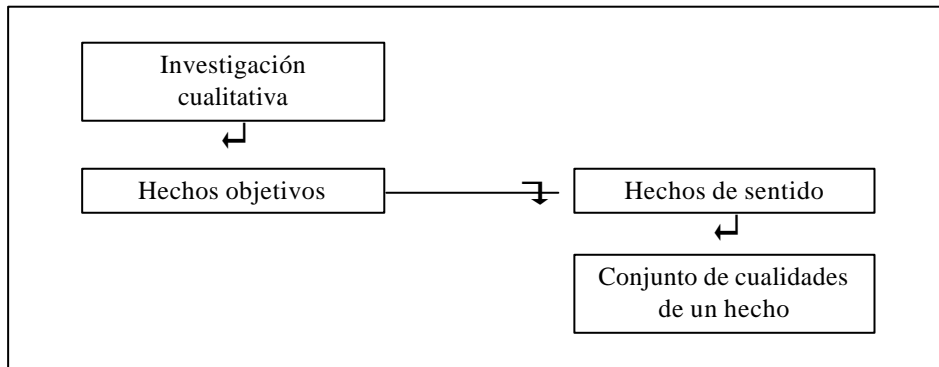 Investigación
cualitativa
Hechos objetivos
Hechos de sentido
Conjunto de cualidades
de un hecho